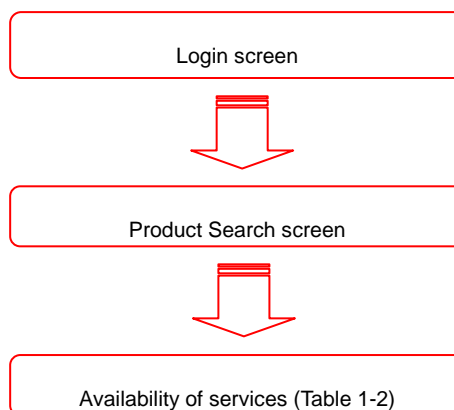 Login screen
Product Search screen
Availability of services (Table 1-2)